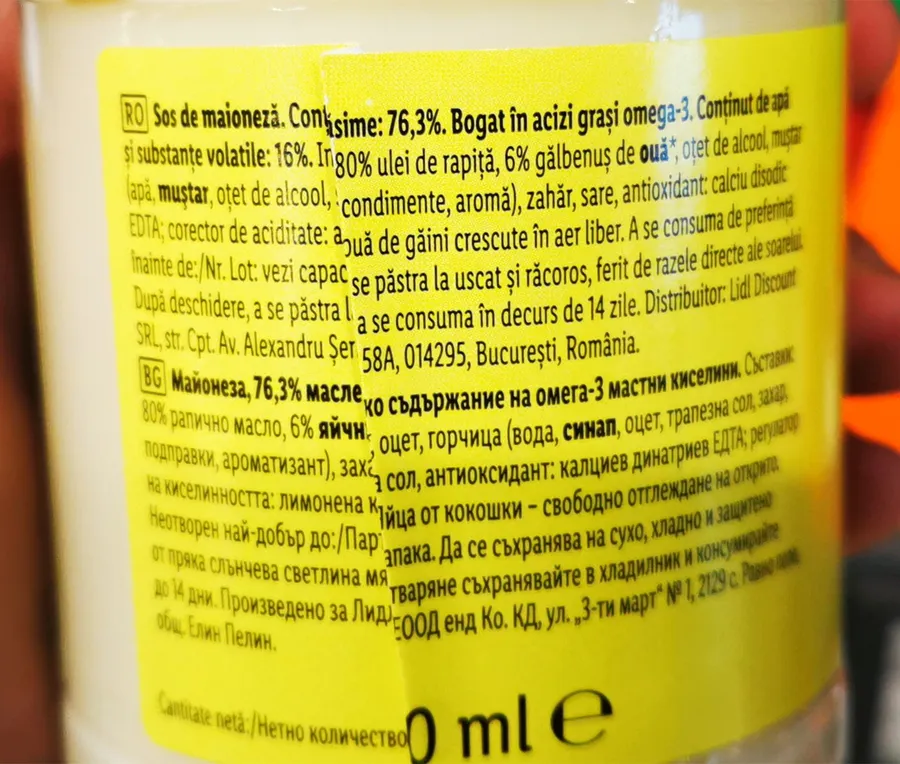 RO Sos de maioneză. Conț ăsime: 76,3%. Bogat în acizi grași omega-3. Conținut de apă
și substanțe volatile: 16%. In 80% ulei de rapiță, 6% gălbenuș de ouă*, oțet de alcool, muștar
(apă, muștar, oțet de alcool, condimente, aromă), zahăr, sare, antioxidant: calciu disodic
EDTA; corector de aciditate: a ouă de găini crescute în aer liber. A se consuma de preferință
înainte de:/Nr. Lot: vezi capac se păstra la uscat și răcoros, ferit de razele directe ale soarelui.
După deschidere, a se păstra l a se consuma în decurs de 14 zile. Distribuitor: Lidl Discount
SRL, str. Cpt. Av. Alexandru Șer 58A, 014295, București, România.
BG Майонеза, 76,3% масле ко съдържание на омега-3 мастни киселини. Съставки:
80% рапично масло, 6% яйчн , оцет, горчица (вода, синап, оцет, трапезна сол, захар,
подправки, ароматизант), заха а сол, антиоксидант: калциев динатриев ЕДТА; регулатор
на киселинността: лимонена к йца от кокошки – свободно отглеждане на открито.
Неотворен най-добър до:/Пар апака. Да се съхранява на сухо, хладно и защитено
от пряка слънчева светлина мя тваряне съхранявайте в хладилник и консумирайте
до 14 дни. Произведено за Лид ЕООД енд Ко. КД, ул. „3-ти март“ № 1, 2129 с. Равно поле,
общ. Елин Пелин.
Cantitate netă:/Нетно количество 0 ml e